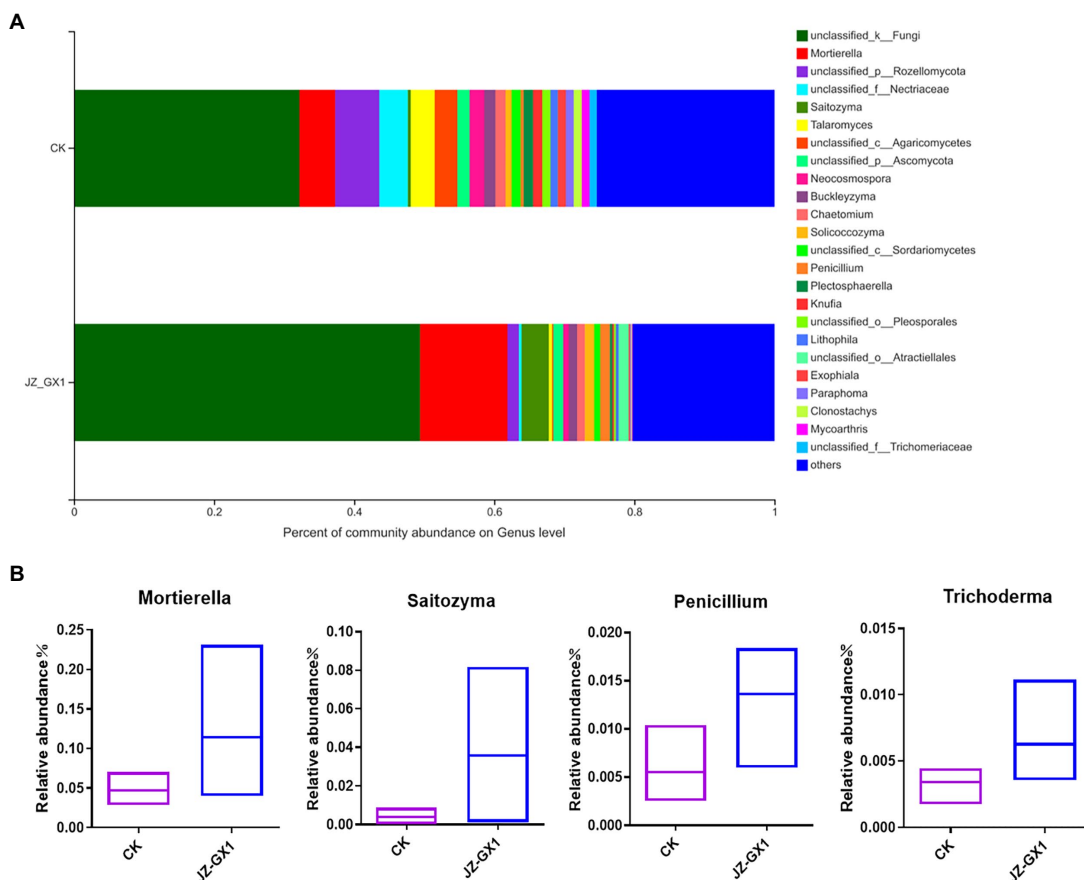 A
CK
JZ_GX1
0 0.2 0.4 0.6 0.8 1
Percent of community abundance on Genus level
unclassified_k__Fungi
Mortierella
unclassified_p__Rozellomycota
unclassified_f__Nectriaceae
Saitozyma
Talaromyces
unclassified_c__Agaricomycetes
unclassified_p__Ascomycota
Neocosmospora
Buckleyzyma
Chaetomium
Solicoccozyma
unclassified_c__Sordariomycetes
Penicillium
Plectosphaerella
Knufia
unclassified_o__Pleosporales
Lithophila
unclassified_o__Atractiellales
Exophiala
Paraphoma
Clonostachys
Mycoarthris
unclassified_f__Trichomeriaceae
others
B
Mortierella
Relative abundance%
0.25
0.20
0.15
0.10
0.05
0.00
CK
JZ-GX1
Saitozyma
Relative abundance%
0.10
0.08
0.06
0.04
0.02
0.00
CK
JZ-GX1
Penicillium
Relative abundance%
0.020
0.015
0.010
0.005
0.000
CK
JZ-GX1
Trichoderma
Relative abundance%
0.015
0.010
0.005
0.000
CK
JZ-GX1